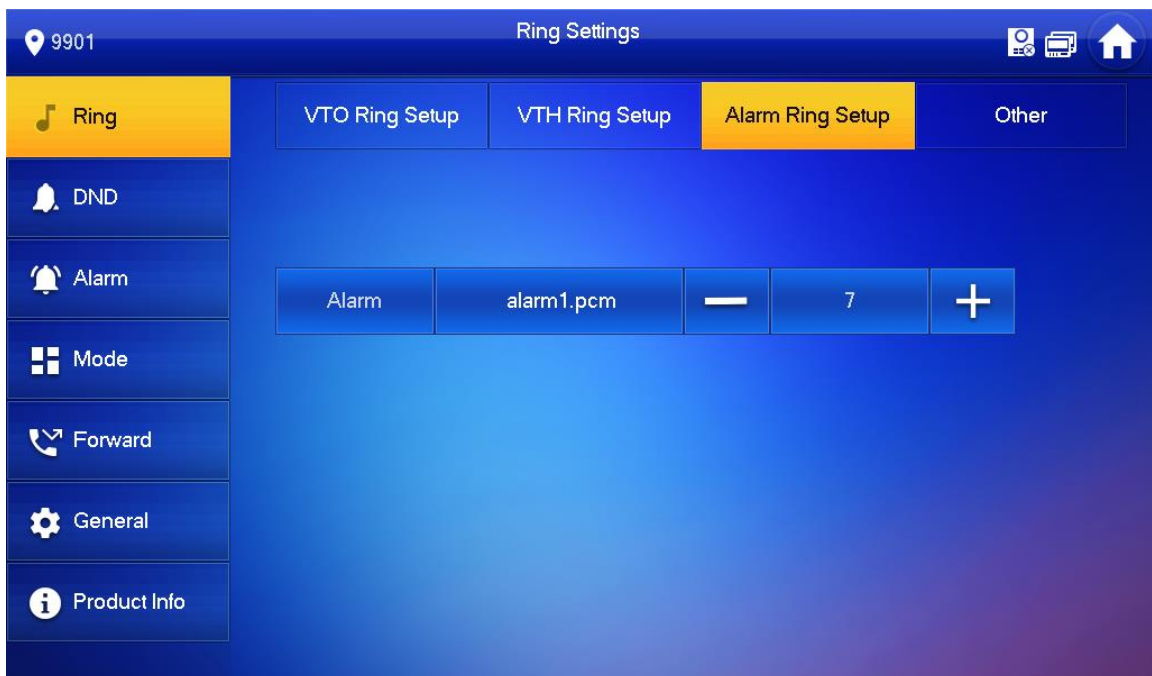 9901
Ring Settings
Ring
VTO Ring Setup
VTH Ring Setup
Alarm Ring Setup
Other
DND
Alarm
Alarm
alarm1.pcm
7
Mode
Forward
General
Product Info